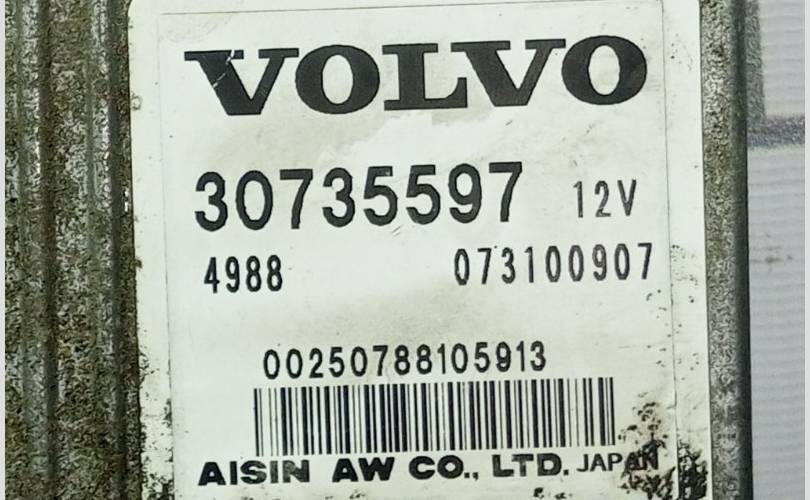 VOLVO
30735597 12V
4988 073100907
00250788105913
AISIN AW CO., LTD. JAPAN